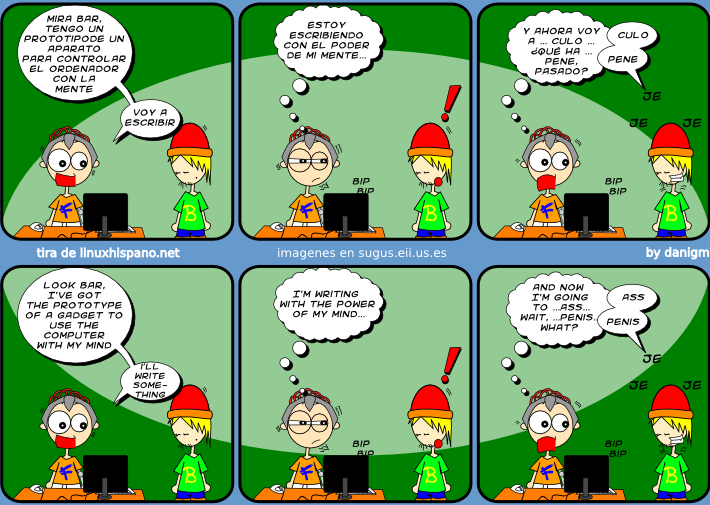 MIRA BAR,
TENGO UN
PROTOTIPODE UN
APARATO
PARA CONTROLAR
EL ORDENADOR
CON LA
MENTE
VOY A
ESCRIBIR
F
B
ESTOY
ESCRIBIENDO
CON EL PODER
DE MI MENTE...
!
BIP
BIP
F
B
Y AHORA VOY
A ... CULO ...
¿QUÉ HA ...
PENE,
PASADO?
CULO
PENE
JE
JE JE
BIP
BIP
F
B
tira de linuxhispano.net
imagenes en sugus.eii.us.es
by danigm
LOOK BAR,
I'VE GOT
THE PROTOTYPE
OF A GADGET TO
USE THE
COMPUTER
WITH MY MIND
I'LL
WRITE
SOME-
THING
F
B
I'M WRITING
WITH THE POWER
OF MY MIND...
!
BIP
BIP
F
B
AND NOW
I'M GOING
TO ...ASS...
WAIT, ...PENIS...
WHAT?
ASS
PENIS
JE
JE JE
BIP
BIP
F
B